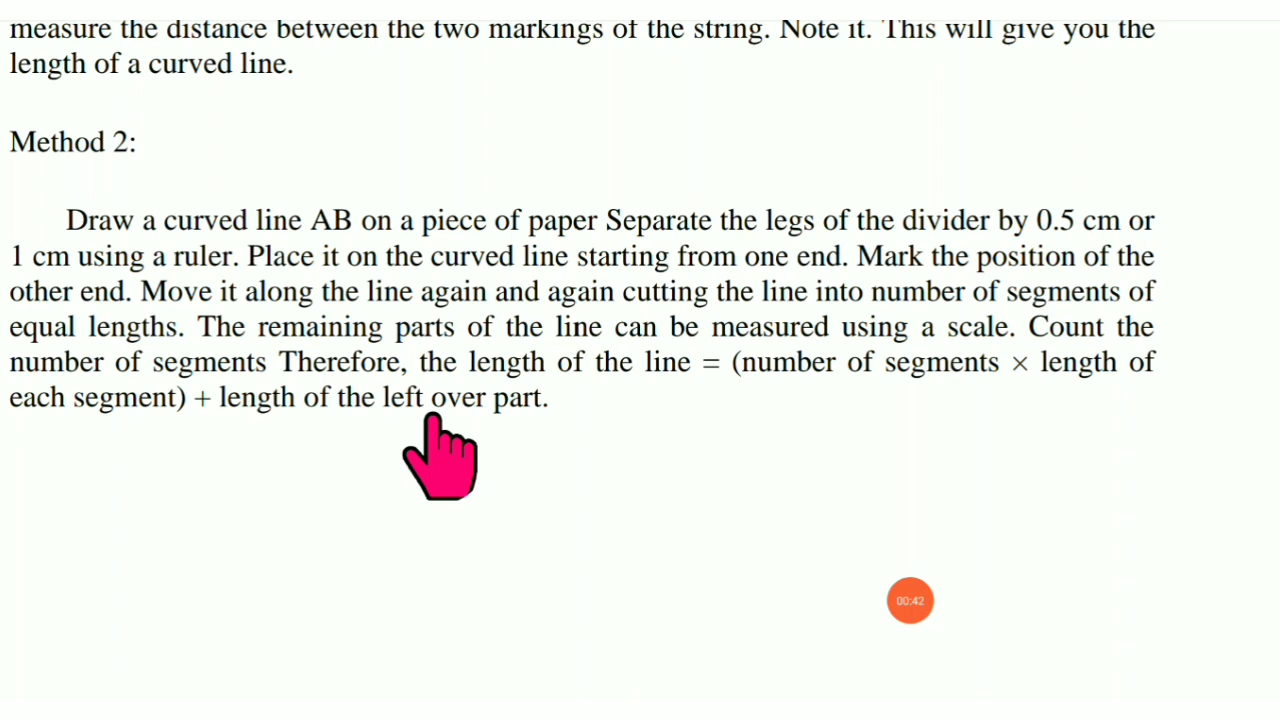 measure the distance between the two markings of the string. Note it. This will give you the
length of a curved line.
Method 2:
Draw a curved line AB on a piece of paper Separate the legs of the divider by 0.5 cm or
1 cm using a ruler. Place it on the curved line starting from one end. Mark the position of the
other end. Move it along the line again and again cutting the line into number of segments of
equal lengths. The remaining parts of the line can be measured using a scale. Count the
number of segments Therefore, the length of the line = (number of segments × length of
each segment) + length of the left over part.
00:42